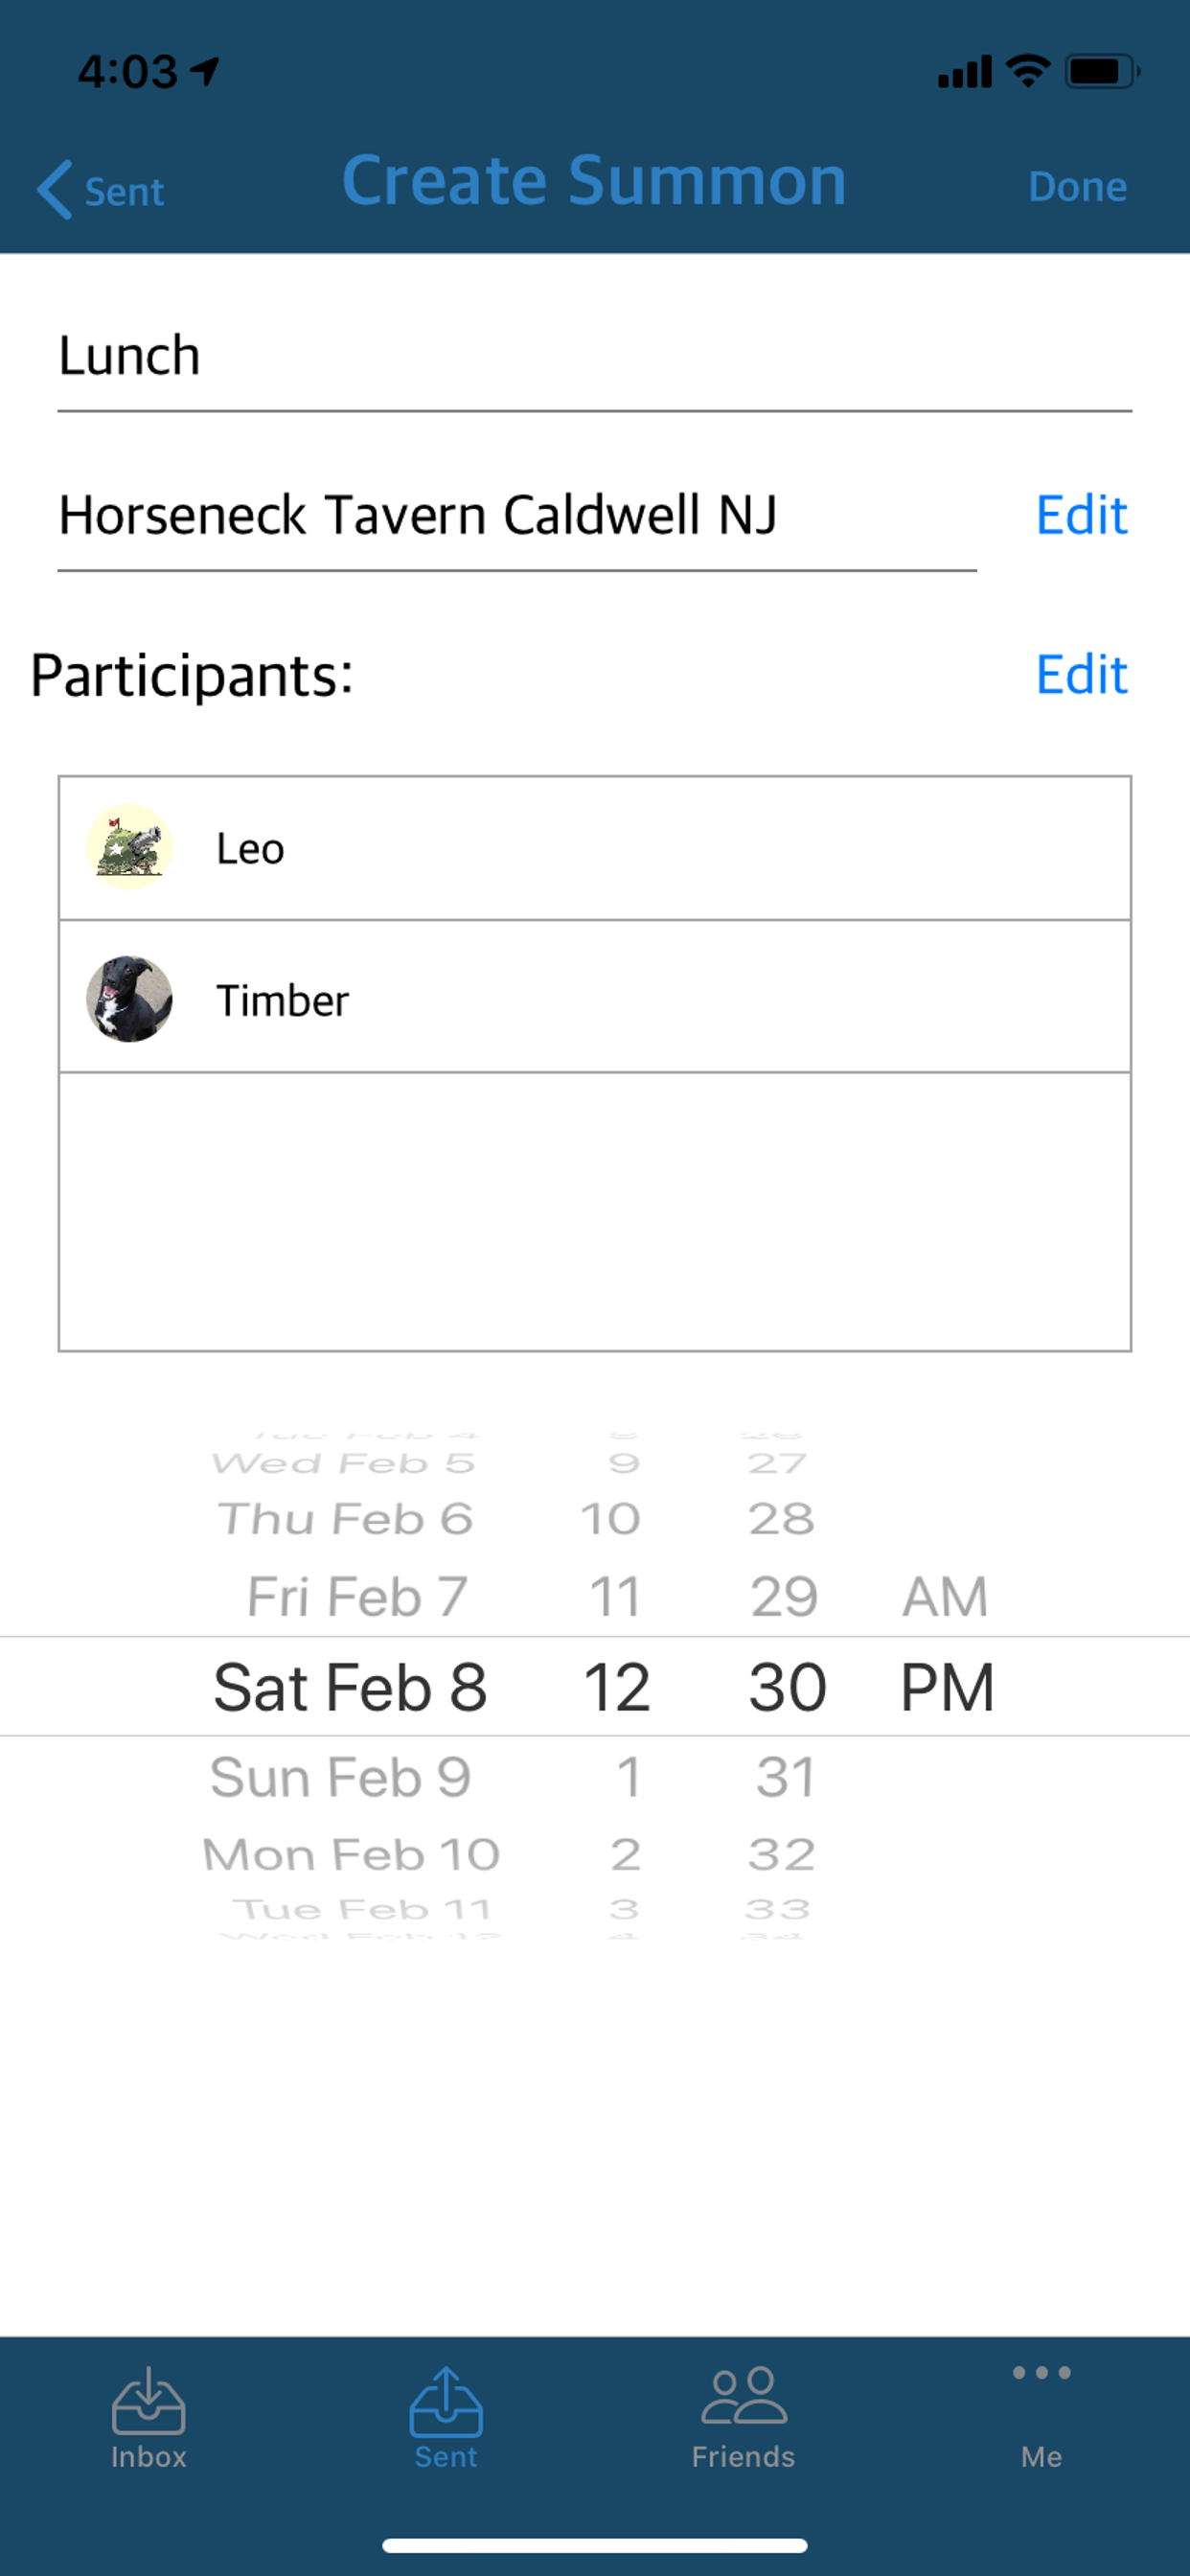 4:03
Sent Create Summon Done
Lunch
Horseneck Tavern Caldwell NJ Edit
Participants: Edit
Leo
Timber
Wed Feb 5 9 27
Thu Feb 6 10 28
Fri Feb 7 11 29 AM
Sat Feb 8 12 30 PM
Sun Feb 9 1 31
Mon Feb 10 2 32
Tue Feb 11 3 33
Inbox Sent Friends Me